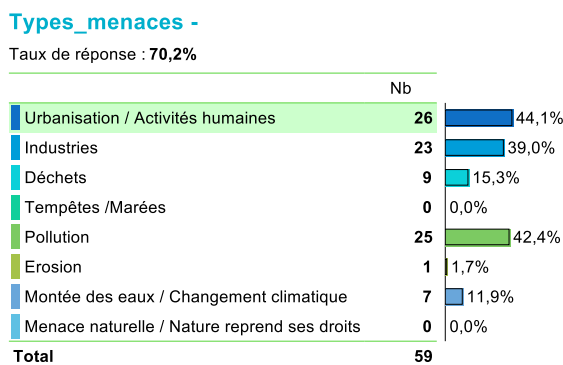 Types_menaces -
Taux de réponse : 70,2%
Nb
Urbanisation / Activités humaines 26 44,1%
Industries 23 39,0%
Déchets 9 15,3%
Tempêtes /Marées 0 0,0%
Pollution 25 42,4%
Erosion 1 1,7%
Montée des eaux / Changement climatique 7 11,9%
Menace naturelle / Nature reprend ses droits 0 0,0%
Total 59